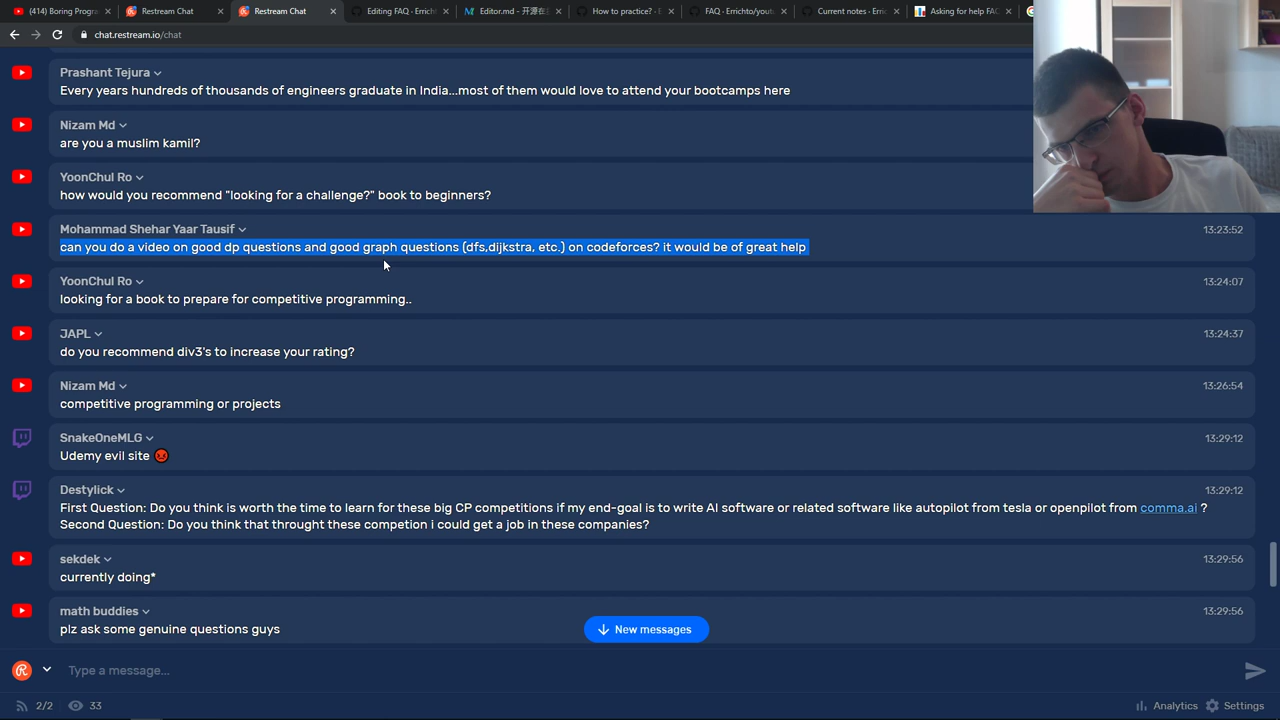 (414) Boring Progra
Restream Chat
Restream Chat
Editing FAQ - Errich
Editor.md - 开源在
How to practice? - E
FAQ - Errichto/yout
Current notes - Erric
Asking for help FA
chat.restream.io/chat
Prashant Tejura
Every years hundreds of thousands of engineers graduate in India...most of them would love to attend your bootcamps here
Nizam Md
are you a muslim kamil?
YoonChul Ro
how would you recommend "looking for a challenge?" book to beginners?
Mohammad Shehar Yaar Tausif
13:23:52
can you do a video on good dp questions and good graph questions (dfs,dijkstra, etc.) on codeforces? it would be of great help
YoonChul Ro
13:24:07
looking for a book to prepare for competitive programming..
JAPL
13:24:37
do you recommend div3's to increase your rating?
Nizam Md
13:26:54
competitive programming or projects
SnakeOneMLG
13:29:12
Udemy evil site
Destylick
13:29:12
First Question: Do you think is worth the time to learn for these big CP competitions if my end-goal is to write AI software or related software like autopilot from tesla or openpilot from comma.ai ?
Second Question: Do you think that throught these competion i could get a job in these companies?
sekdek
13:29:56
currently doing*
math buddies
13:29:56
plz ask some genuine questions guys
New messages
Type a message...
2/2
33
Analytics
Settings